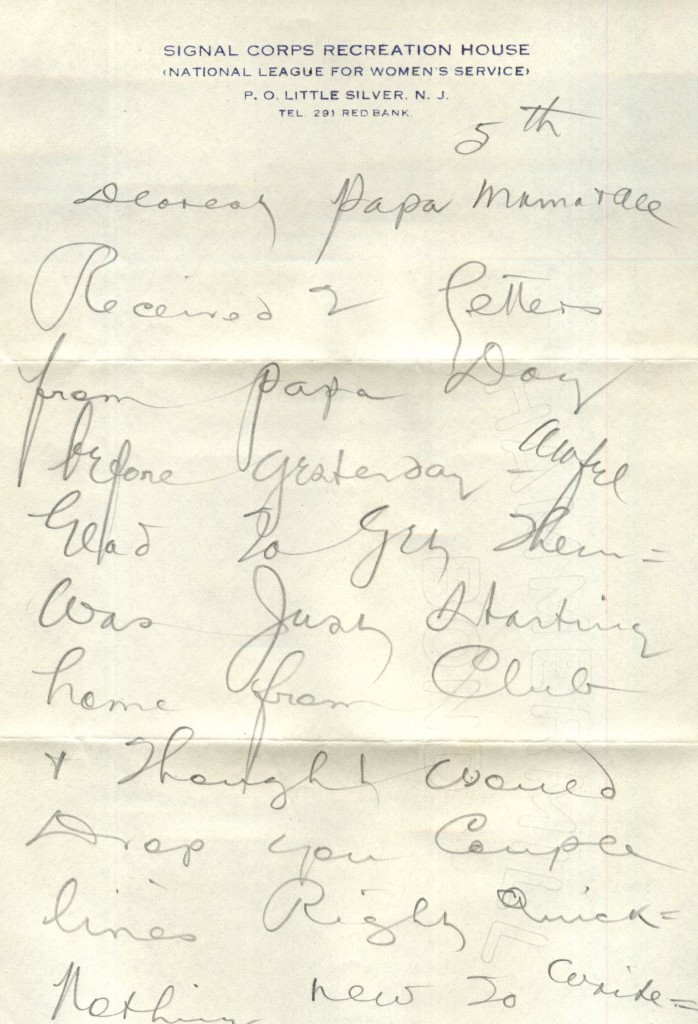 SIGNAL CORPS RECREATION HOUSE
(NATIONAL LEAGUE FOR WOMEN'S SERVICE)
P. O. LITTLE SILVER, N. J.
TEL. 291 RED BANK.
5th
Dearest Papa Mama & all
Received 2 letters
from papa Day
before yesterday - awful
Glad to Get them =
Was Just starting
home from Club
& thought would
Drop you Couple
lines Right Quick =
Nothing new to write =